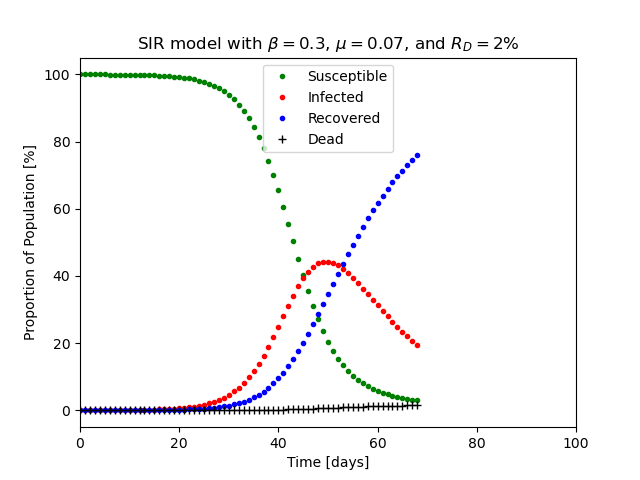 SIR model with β = 0.3, μ = 0.07, and R_D = 2%
Susceptible
Infected
Recovered
Dead
Proportion of Population [%]
100
80
60
40
20
0
0 20 40 60 80 100
Time [days]